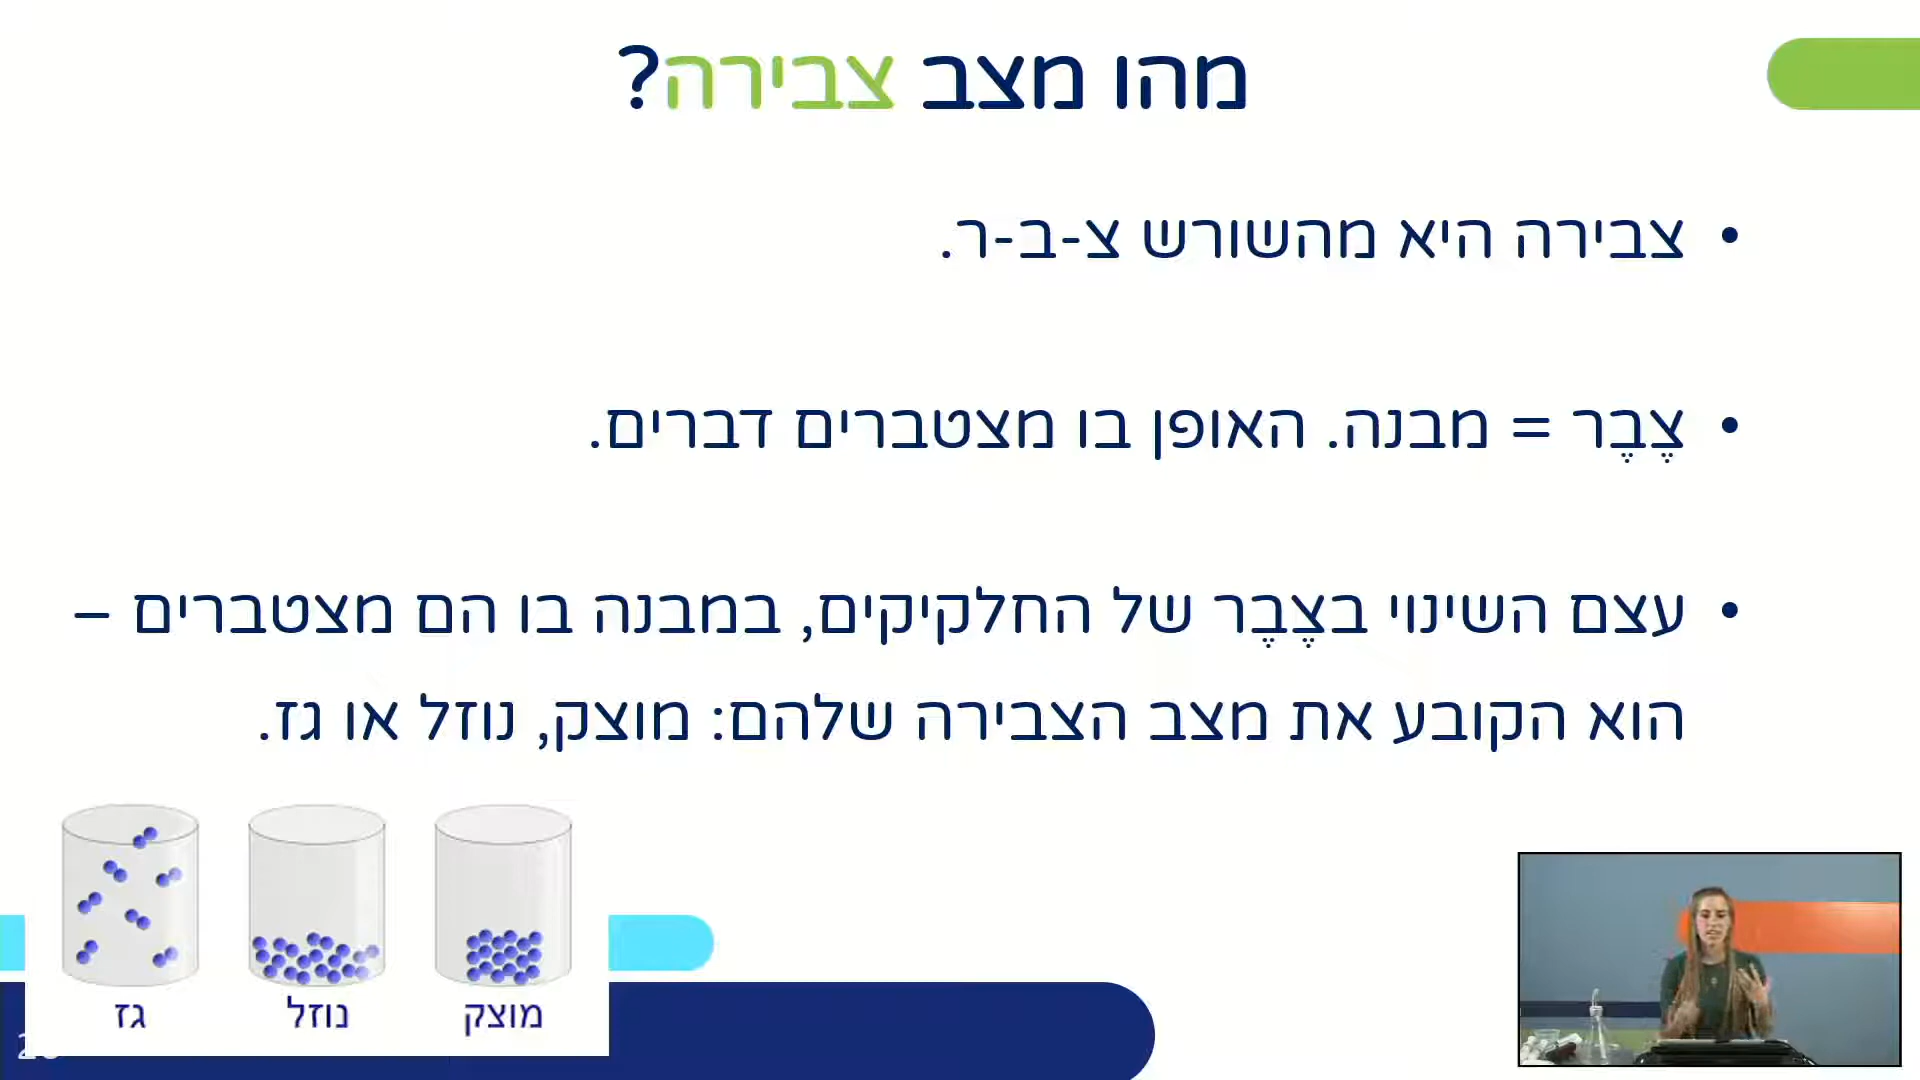 מהו מצב צבירה?
• צבירה היא מהשורש צ-ב-ר.
• צֶבֶר = מבנה. האופן בו מצטברים דברים.
• עצם השינוי בצֶבֶר של החלקיקים, במבנה בו הם מצטברים –
הוא הקובע את מצב הצבירה שלהם: מוצק, נוזל או גז.
מוצק נוזל גז